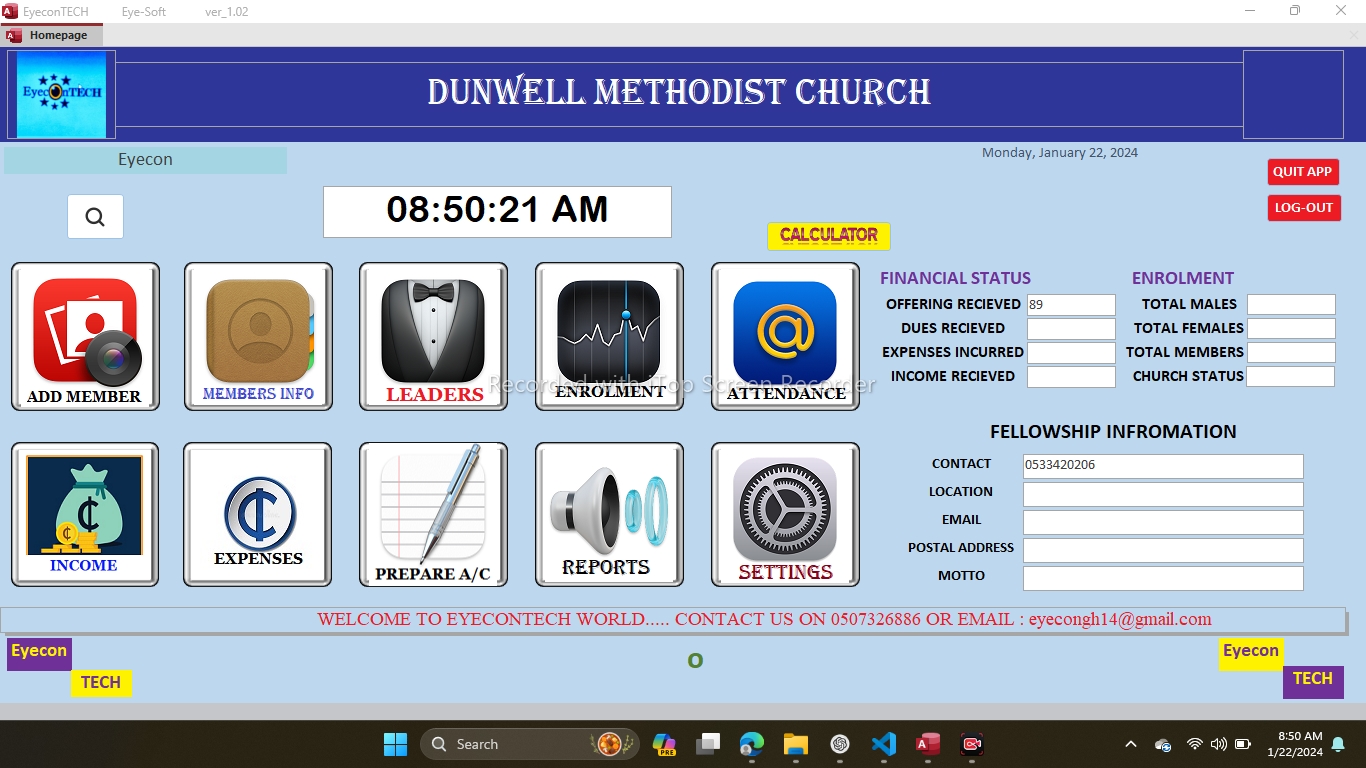 EyeconTECH Eye-Soft ver_1.02
Homepage
EyeconTECH
DUNWELL METHODIST CHURCH
Eyecon
Monday, January 22, 2024
QUIT APP
LOG-OUT
08:50:21 AM
CALCULATOR
ADD MEMBER
MEMBERS INFO
LEADERS
ENROLMENT
ATTENDANCE
Recorded with iTop Screen Recorder
FINANCIAL STATUS
OFFERING RECIEVED 89
DUES RECIEVED
EXPENSES INCURRED
INCOME RECIEVED
ENROLMENT
TOTAL MALES
TOTAL FEMALES
TOTAL MEMBERS
CHURCH STATUS
INCOME
EXPENSES
PREPARE A/C
REPORTS
SETTINGS
FELLOWSHIP INFROMATION
CONTACT 0533420206
LOCATION
EMAIL
POSTAL ADDRESS
MOTTO
WELCOME TO EYECONTECH WORLD..... CONTACT US ON 0507326886 OR EMAIL : eyecongh14@gmail.com
Eyecon
TECH
O
Eyecon
TECH
Search
PRE
8:50 AM
1/22/2024